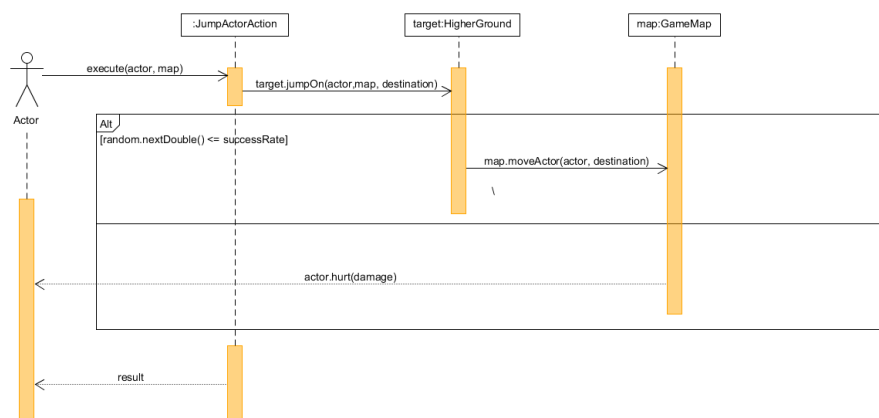 :JumpActorAction
target:HigherGround
map:GameMap
execute(actor, map)
target.jumpOn(actor,map, destination)
Actor
Alt
[random.nextDouble() <= successRate]
map.moveActor(actor, destination)
\
actor.hurt(damage)
result